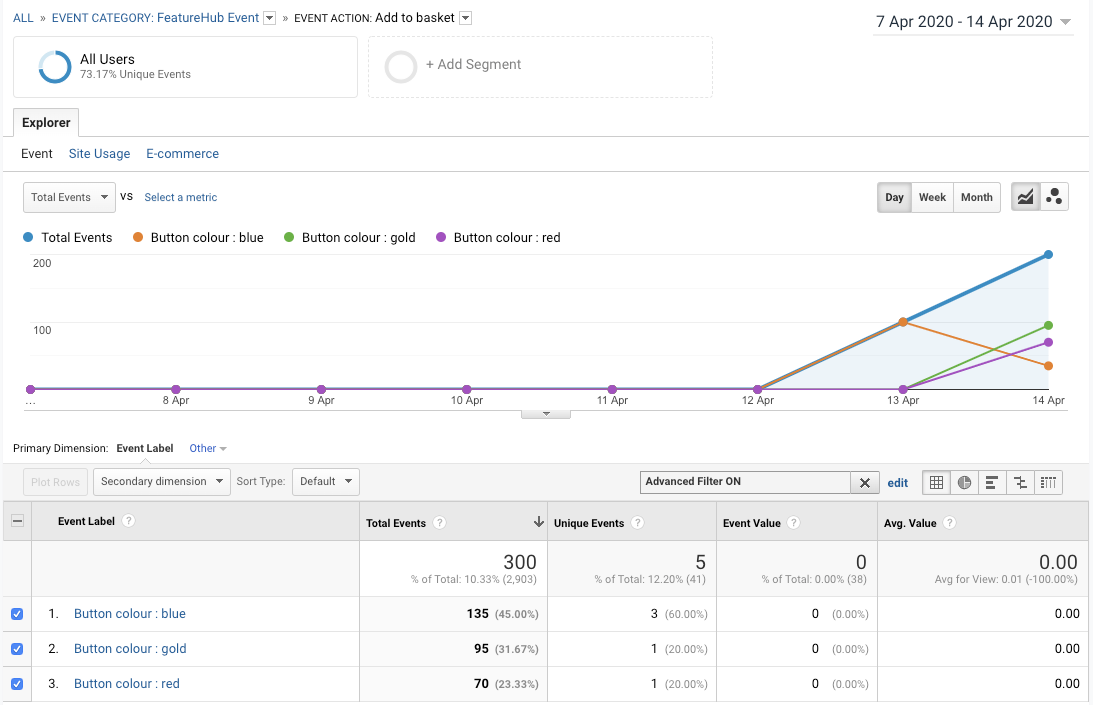 ALL » EVENT CATEGORY: FeatureHub Event » EVENT ACTION: Add to basket
7 Apr 2020 - 14 Apr 2020
All Users
73.17% Unique Events
+ Add Segment
Explorer
Event Site Usage E-commerce
Total Events VS Select a metric
Day Week Month
Total Events Button colour : blue Button colour : gold Button colour : red
200
100
... 8 Apr 9 Apr 10 Apr 11 Apr 12 Apr 13 Apr 14 Apr
Primary Dimension: Event Label Other
Plot Rows Secondary dimension Sort Type: Default Advanced Filter ON edit
Event Label ? Total Events ? Unique Events ? Event Value ? Avg. Value ?
300 5 0 0.00
% of Total: 10.33% (2,903) % of Total: 12.20% (41) % of Total: 0.00% (38) Avg for View: 0.01 (-100.00%)
1. Button colour : blue 135 (45.00%) 3 (60.00%) 0 (0.00%) 0.00
2. Button colour : gold 95 (31.67%) 1 (20.00%) 0 (0.00%) 0.00
3. Button colour : red 70 (23.33%) 1 (20.00%) 0 (0.00%) 0.00